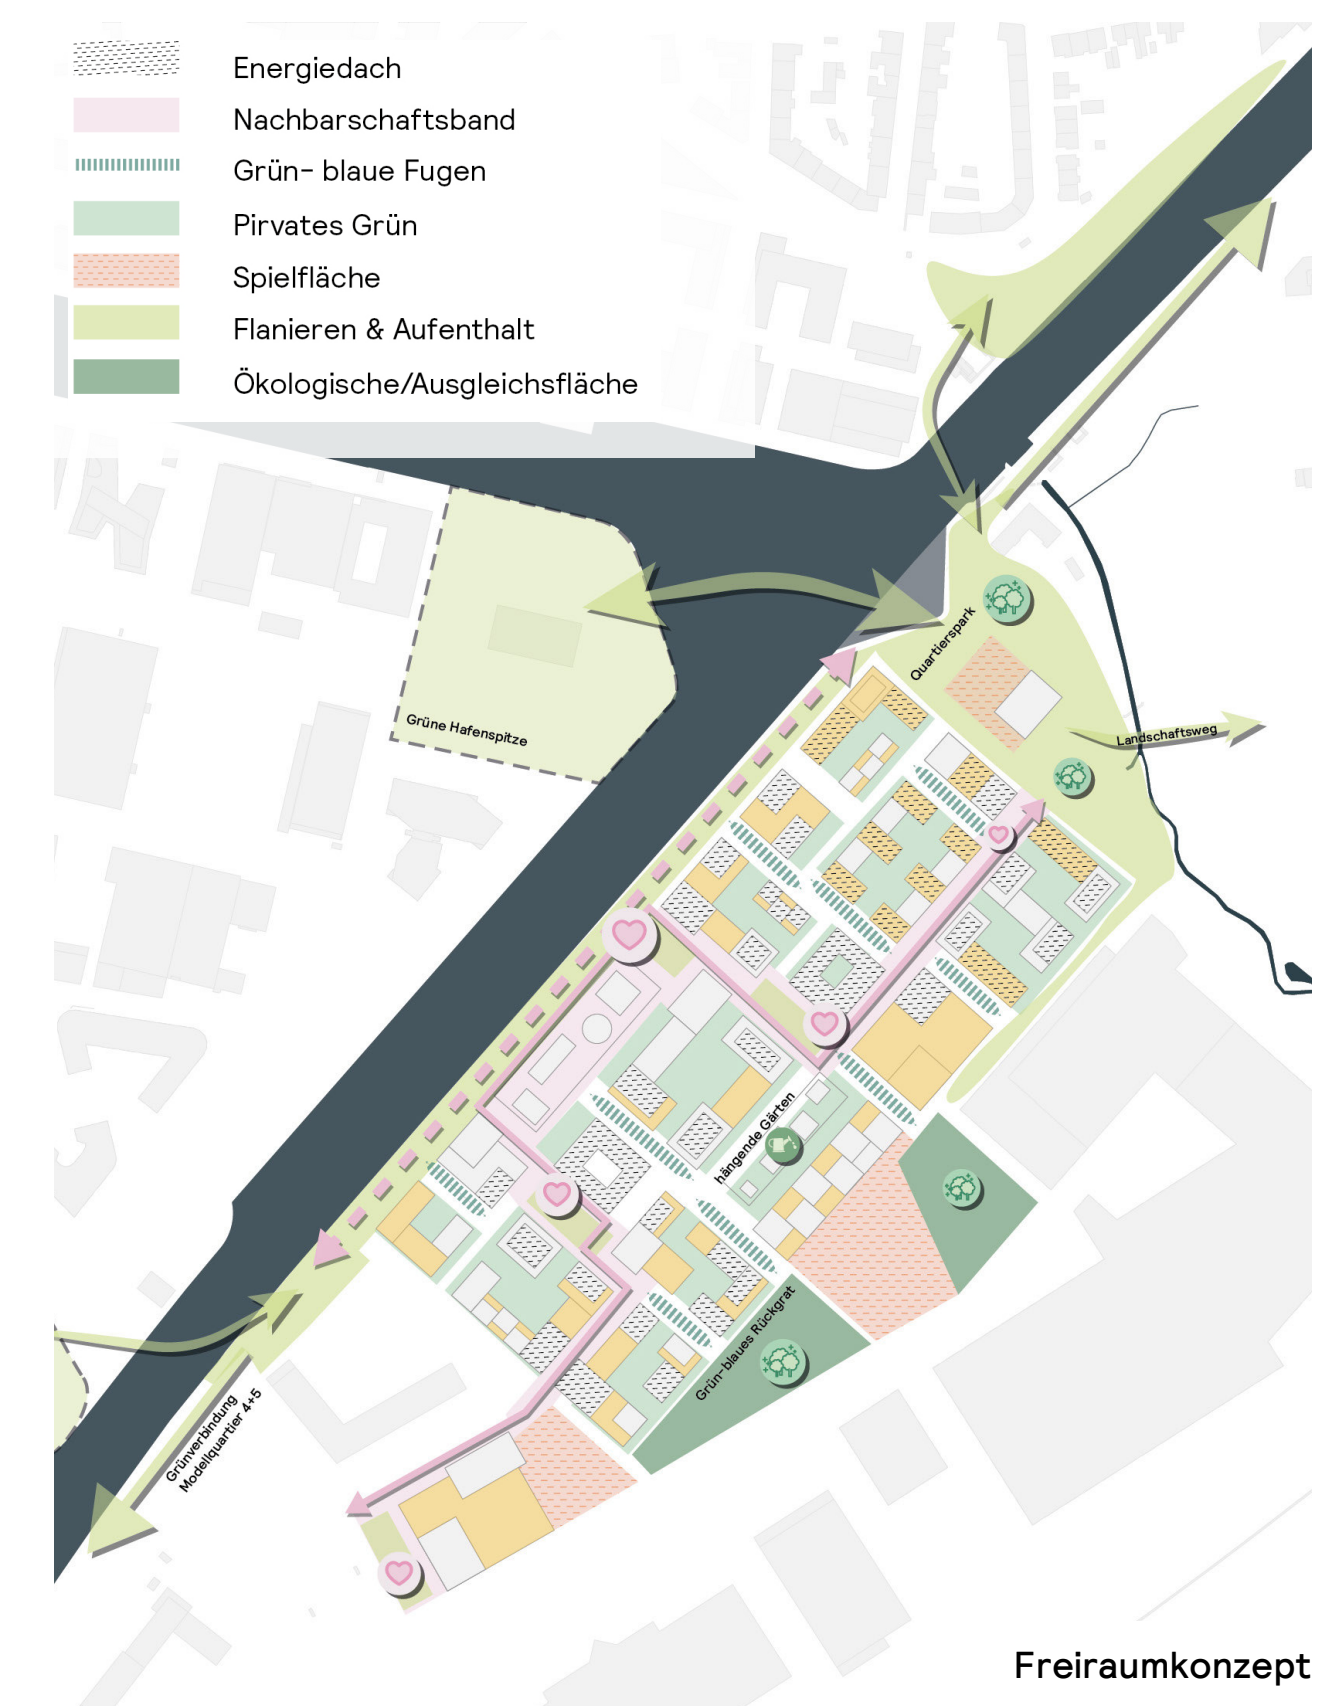 Energiedach
Nachbarschaftsband
Grün- blaue Fugen
Pirvates Grün
Spielfläche
Flanieren & Aufenthalt
Ökologische/Ausgleichsfläche
Quartierspark
Grüne Hafenspitze
Landschaftsweg
hängende Gärten
Grün-blaues Rückgrat
Grünverbindung
Modellquartier 4+5
Freiraumkonzept